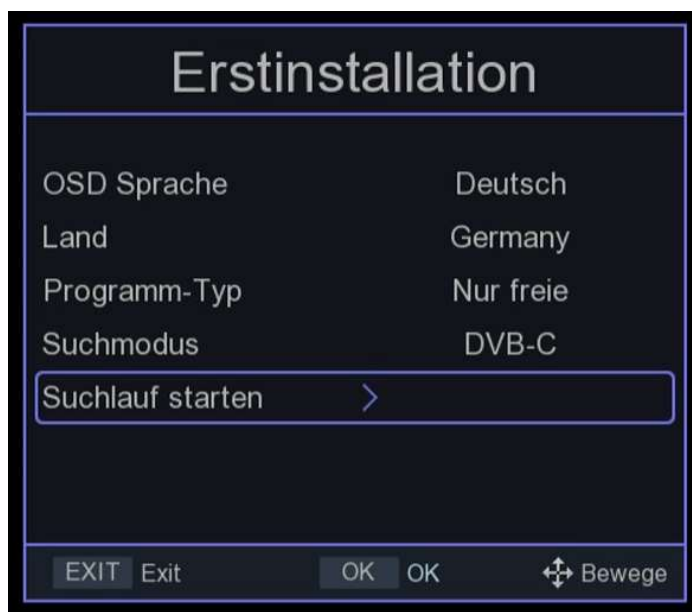 Erstinstallation
OSD Sprache Deutsch
Land Germany
Programm-Typ Nur freie
Suchmodus DVB-C
Suchlauf starten >
EXIT Exit OK OK Bewege